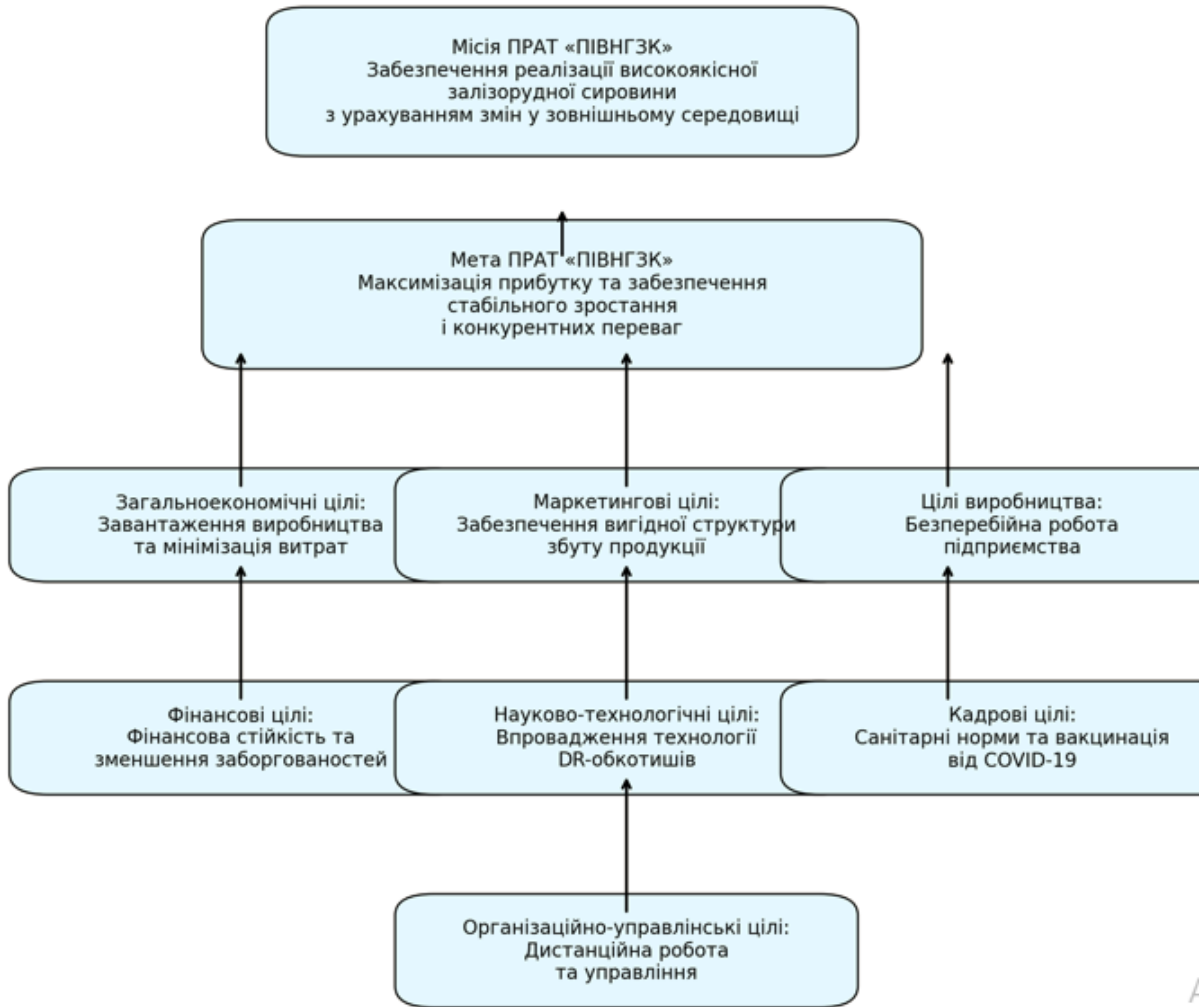 Місія ПРАТ «ПІВНГЗК»
Забезпечення реалізації високоякісної
залізорудної сировини
з урахуванням змін у зовнішньому середовищі
Мета ПРАТ «ПІВНГЗК»
Максимізація прибутку та забезпечення
стабільного зростання
і конкурентних переваг
Загальноекономічні цілі:
Завантаження виробництва
та мінімізація витрат
Маркетингові цілі:
Забезпечення вигідної структури
збуту продукції
Цілі виробництва:
Безперебійна робота
підприємства
Фінансові цілі:
Фінансова стійкість та
зменшення заборгованостей
Науково-технологічні цілі:
Впровадження технології
DR-обкотишів
Кадрові цілі:
Санітарні норми та вакцинація
від COVID-19
Організаційно-управлінські цілі:
Дистанційна робота
та управління